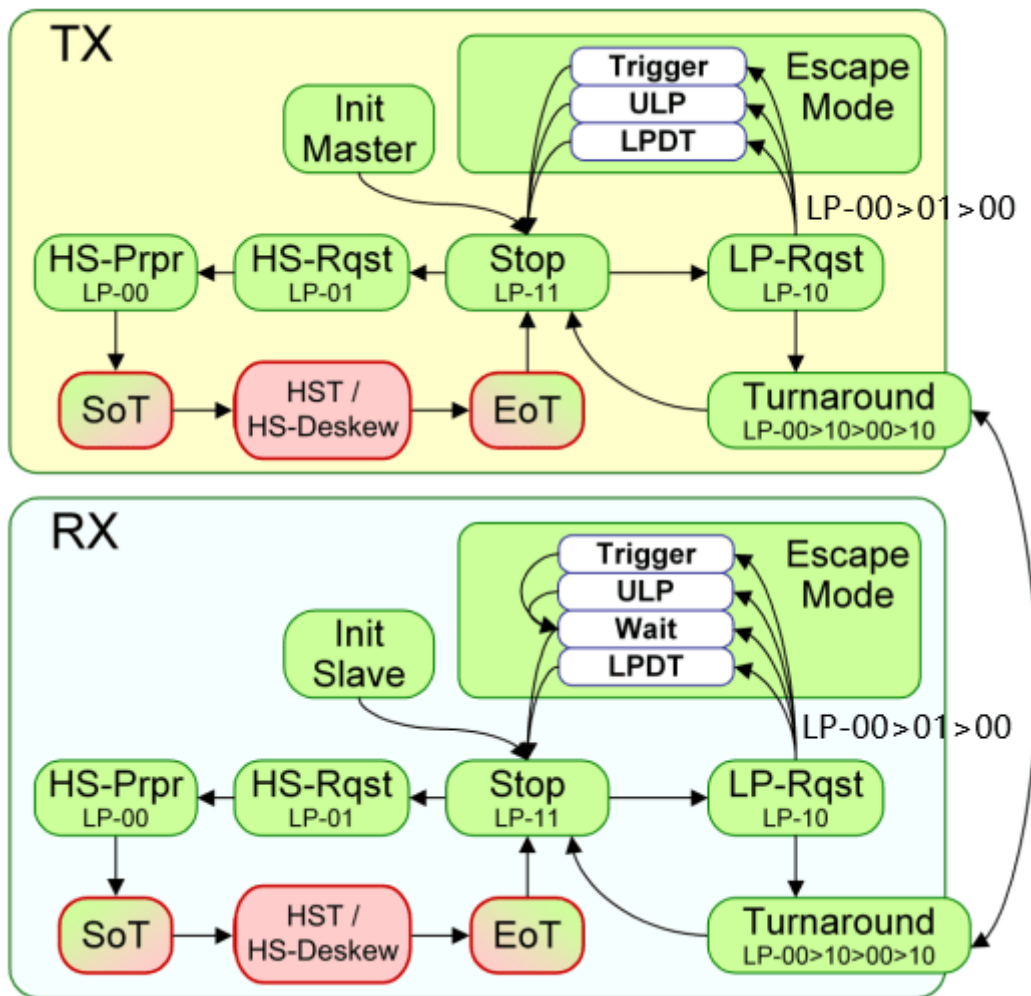 TX
Trigger
ULP
LPDT
Escape
Mode
Init
Master
LP-00>01>00
HS-Prpr
LP-00
HS-Rqst
LP-01
Stop
LP-11
LP-Rqst
LP-10
SoT
HST /
HS-Deskew
EoT
Turnaround
LP-00>10>00>10
RX
Trigger
ULP
Wait
LPDT
Escape
Mode
Init
Slave
LP-00>01>00
HS-Prpr
LP-00
HS-Rqst
LP-01
Stop
LP-11
LP-Rqst
LP-10
SoT
HST /
HS-Deskew
EoT
Turnaround
LP-00>10>00>10